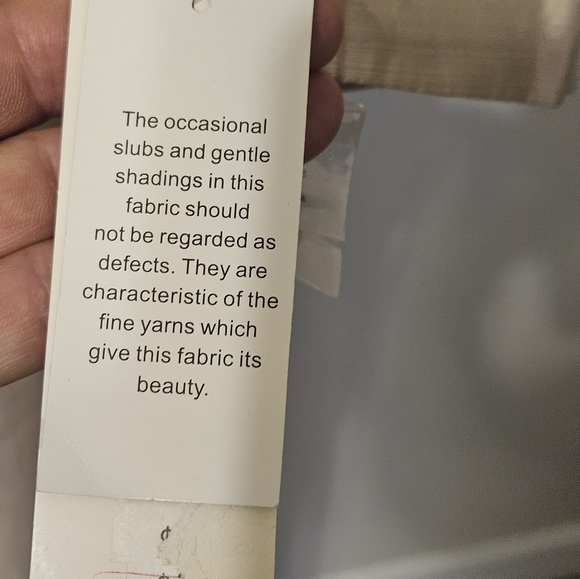 The occasional
slubs and gentle
shadings in this
fabric should
not be regarded as
defects. They are
characteristic of the
fine yarns which
give this fabric its
beauty.